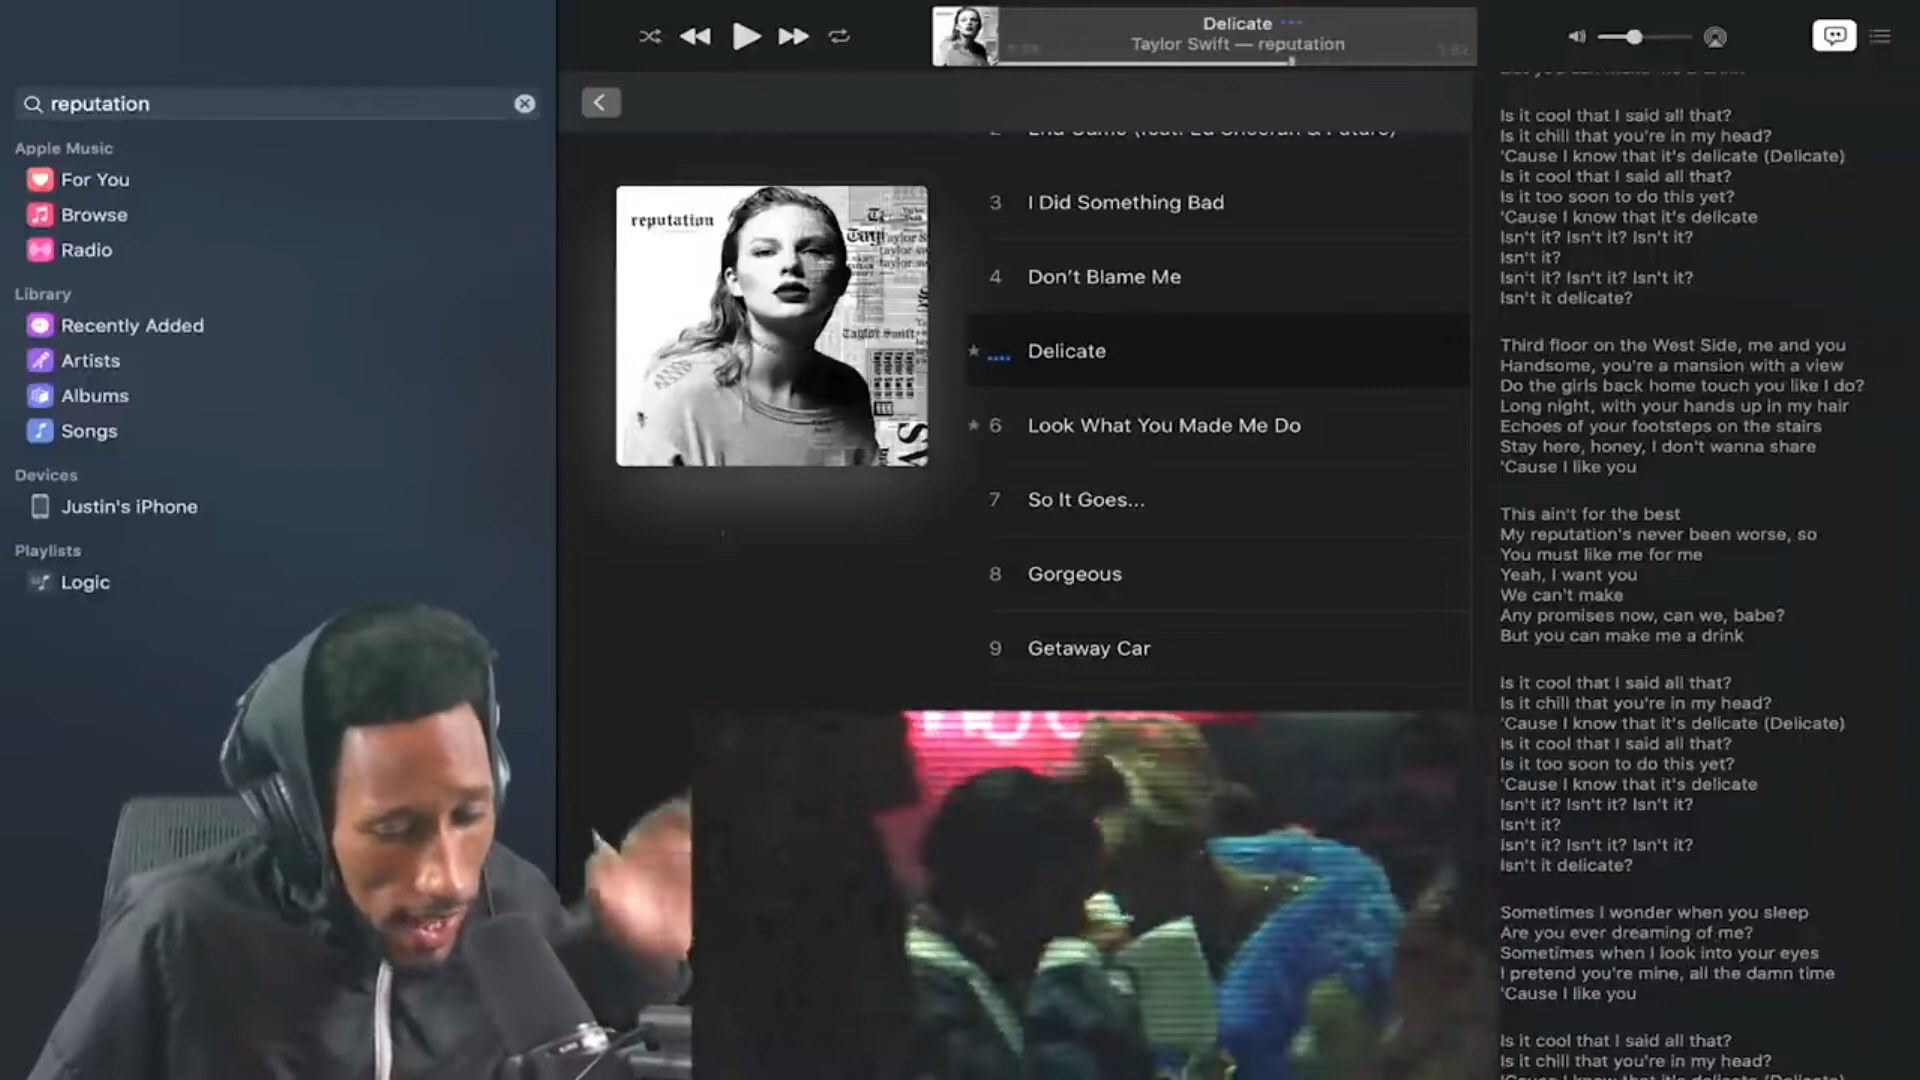 Delicate
Taylor Swift — reputation
reputation
Apple Music
For You
Browse
Radio
Library
Recently Added
Artists
Albums
Songs
Devices
Justin's iPhone
Playlists
Logic
reputation
Taylor Swift
2 End Game (feat. Ed Sheeran & Future)
3 I Did Something Bad
4 Don't Blame Me
Delicate
6 Look What You Made Me Do
7 So It Goes...
8 Gorgeous
9 Getaway Car
Is it cool that I said all that?
Is it chill that you're in my head?
'Cause I know that it's delicate (Delicate)
Is it cool that I said all that?
Is it too soon to do this yet?
'Cause I know that it's delicate
Isn't it? Isn't it? Isn't it?
Isn't it?
Isn't it? Isn't it? Isn't it?
Isn't it delicate?
Third floor on the West Side, me and you
Handsome, you're a mansion with a view
Do the girls back home touch you like I do?
Long night, with your hands up in my hair
Echoes of your footsteps on the stairs
Stay here, honey, I don't wanna share
'Cause I like you
This ain't for the best
My reputation's never been worse, so
You must like me for me
Yeah, I want you
We can't make
Any promises now, can we, babe?
But you can make me a drink
Is it cool that I said all that?
Is it chill that you're in my head?
'Cause I know that it's delicate (Delicate)
Is it cool that I said all that?
Is it too soon to do this yet?
'Cause I know that it's delicate
Isn't it? Isn't it? Isn't it?
Isn't it?
Isn't it? Isn't it? Isn't it?
Isn't it delicate?
Sometimes I wonder when you sleep
Are you ever dreaming of me?
Sometimes when I look into your eyes
I pretend you're mine, all the damn time
'Cause I like you
Is it cool that I said all that?
Is it chill that you're in my head?